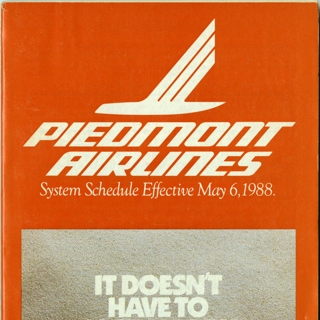 PIEDMONT
AIRLINES
System Schedule Effective May 6, 1988.
IT DOESN'T
HAVE TO